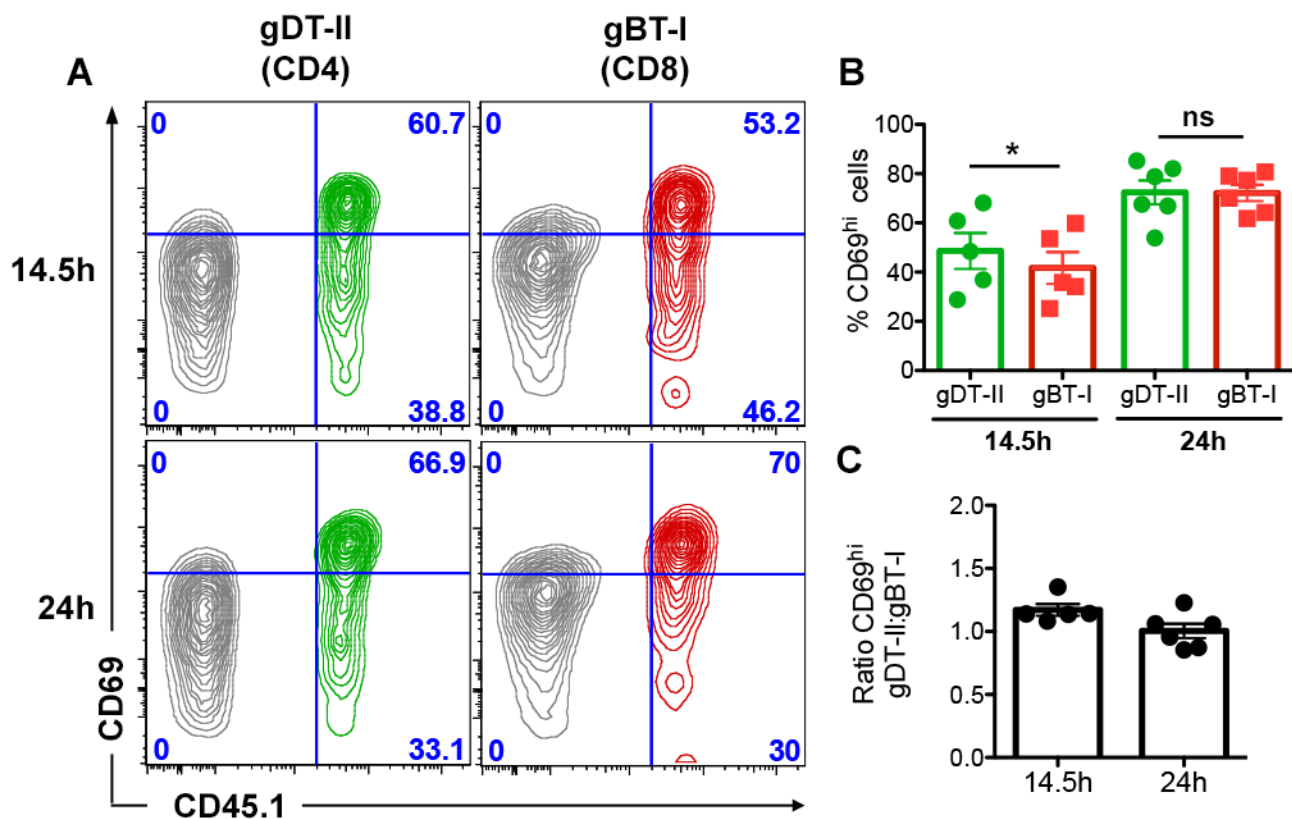 A
gDT-II
(CD4)
gBT-I
(CD8)
14.5h
0 60.7
0 38.8
0 53.2
0 46.2
24h
0 66.9
0 33.1
0 70
0 30
CD69
CD45.1
B
% CD69hi cells
100
80
60
40
20
0
*
ns
gDT-II gBT-I gDT-II gBT-I
14.5h 24h
C
Ratio CD69hi
gDT-II:gBT-I
2.0
1.5
1.0
0.5
0.0
14.5h 24h